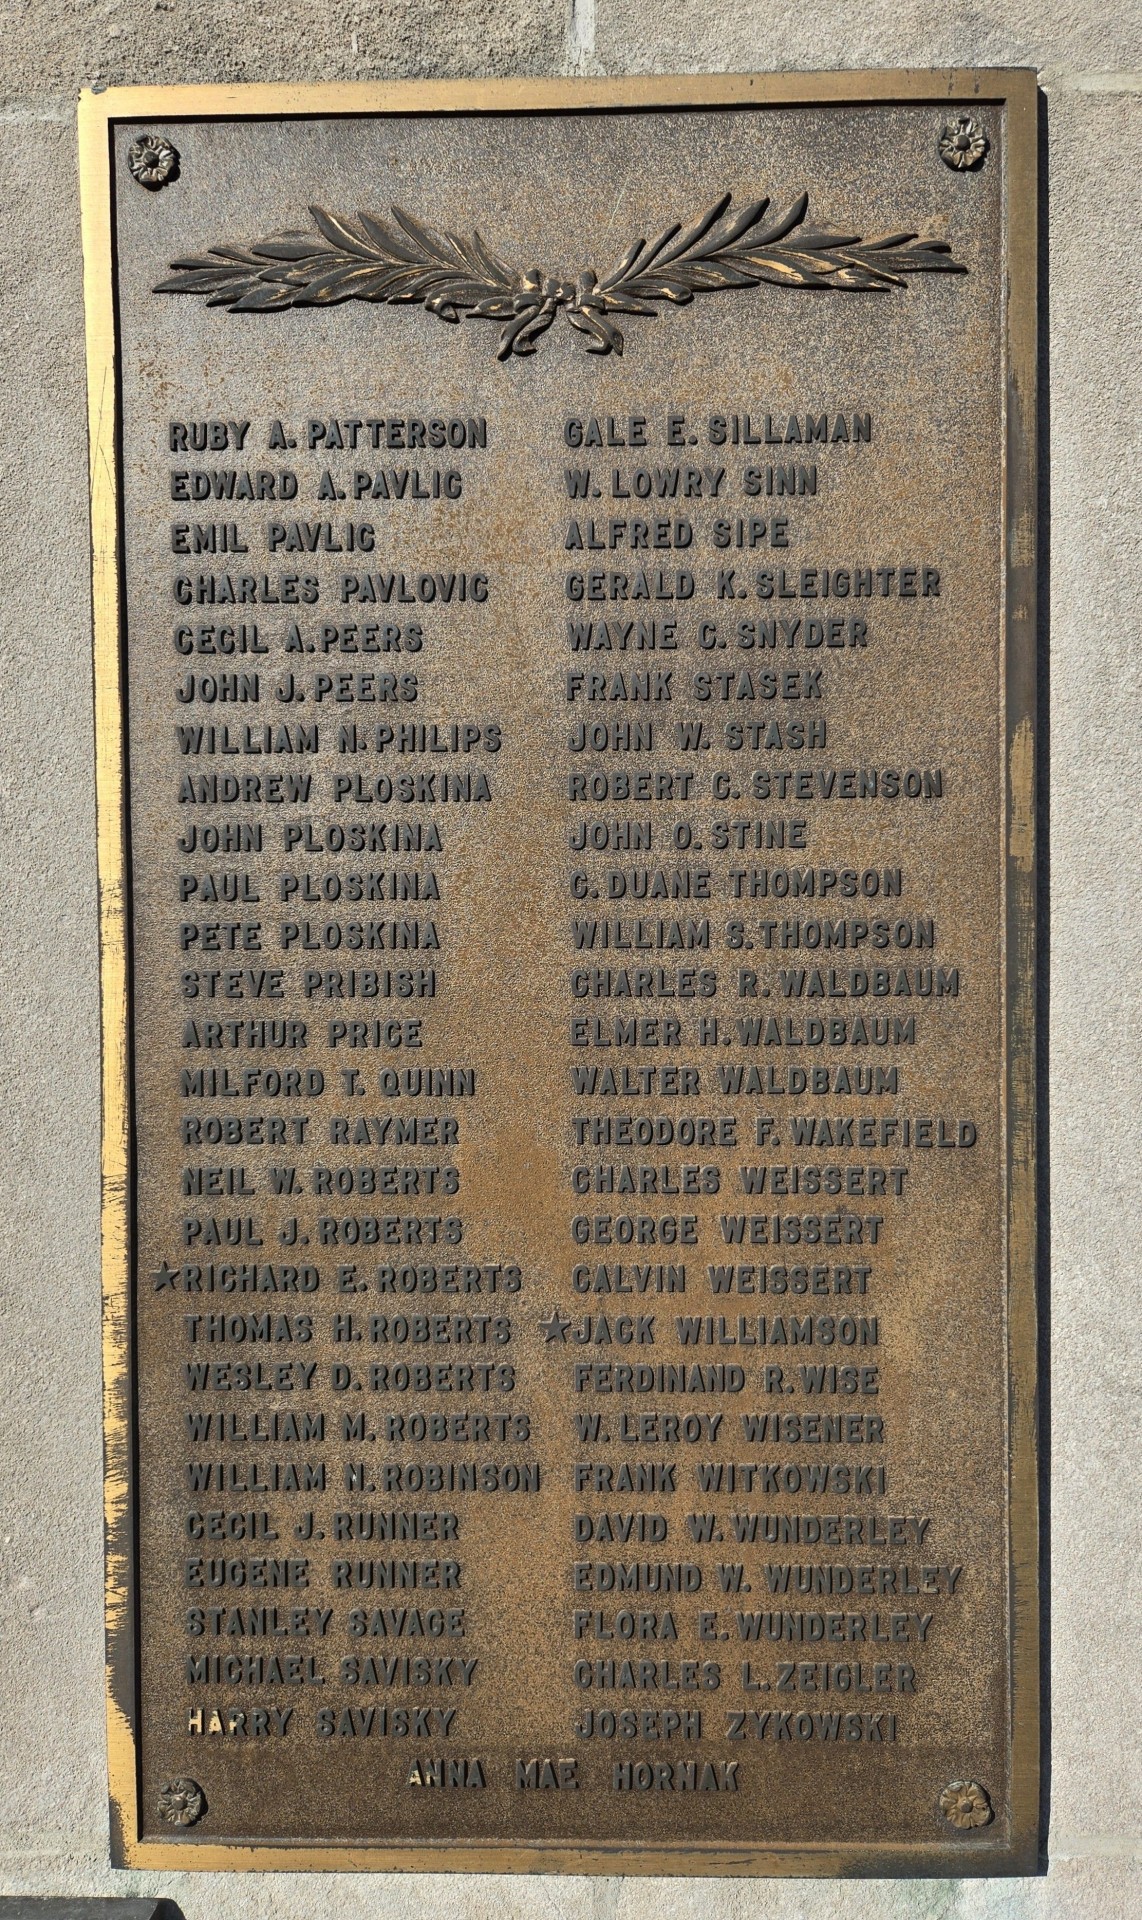 RUBY A. PATTERSON
EDWARD A. PAVLIC
EMIL PAVLIC
CHARLES PAVLOVIC
CECIL A. PEERS
JOHN J. PEERS
WILLIAM N. PHILIPS
ANDREW PLOSKINA
JOHN PLOSKINA
PAUL PLOSKINA
PETE PLOSKINA
STEVE PRIBISH
ARTHUR PRICE
MILFORD T. QUINN
ROBERT RAYMER
NEIL W. ROBERTS
PAUL J. ROBERTS
★RICHARD E. ROBERTS
THOMAS H. ROBERTS
WESLEY D. ROBERTS
WILLIAM M. ROBERTS
WILLIAM N. ROBINSON
CECIL J. RUNNER
EUGENE RUNNER
STANLEY SAVAGE
MICHAEL SAVISKY
HARRY SAVISKY
GALE E. SILLAMAN
W. LOWRY SINN
ALFRED SIPE
GERALD K. SLEIGHTER
WAYNE C. SNYDER
FRANK STASEK
JOHN W. STASH
ROBERT C. STEVENSON
JOHN O. STINE
C. DUANE THOMPSON
WILLIAM S. THOMPSON
CHARLES R. WALDBAUM
ELMER H. WALDBAUM
WALTER WALDBAUM
THEODORE F. WAKEFIELD
CHARLES WEISSERT
GEORGE WEISSERT
CALVIN WEISSERT
★JACK WILLIAMSON
FERDINAND R. WISE
W. LEROY WISENER
FRANK WITKOWSKI
DAVID W. WUNDERLEY
EDMUND W. WUNDERLEY
FLORA E. WUNDERLEY
CHARLES L. ZEIGLER
JOSEPH ZYKOWSKI
ANNA MAE HORNAK